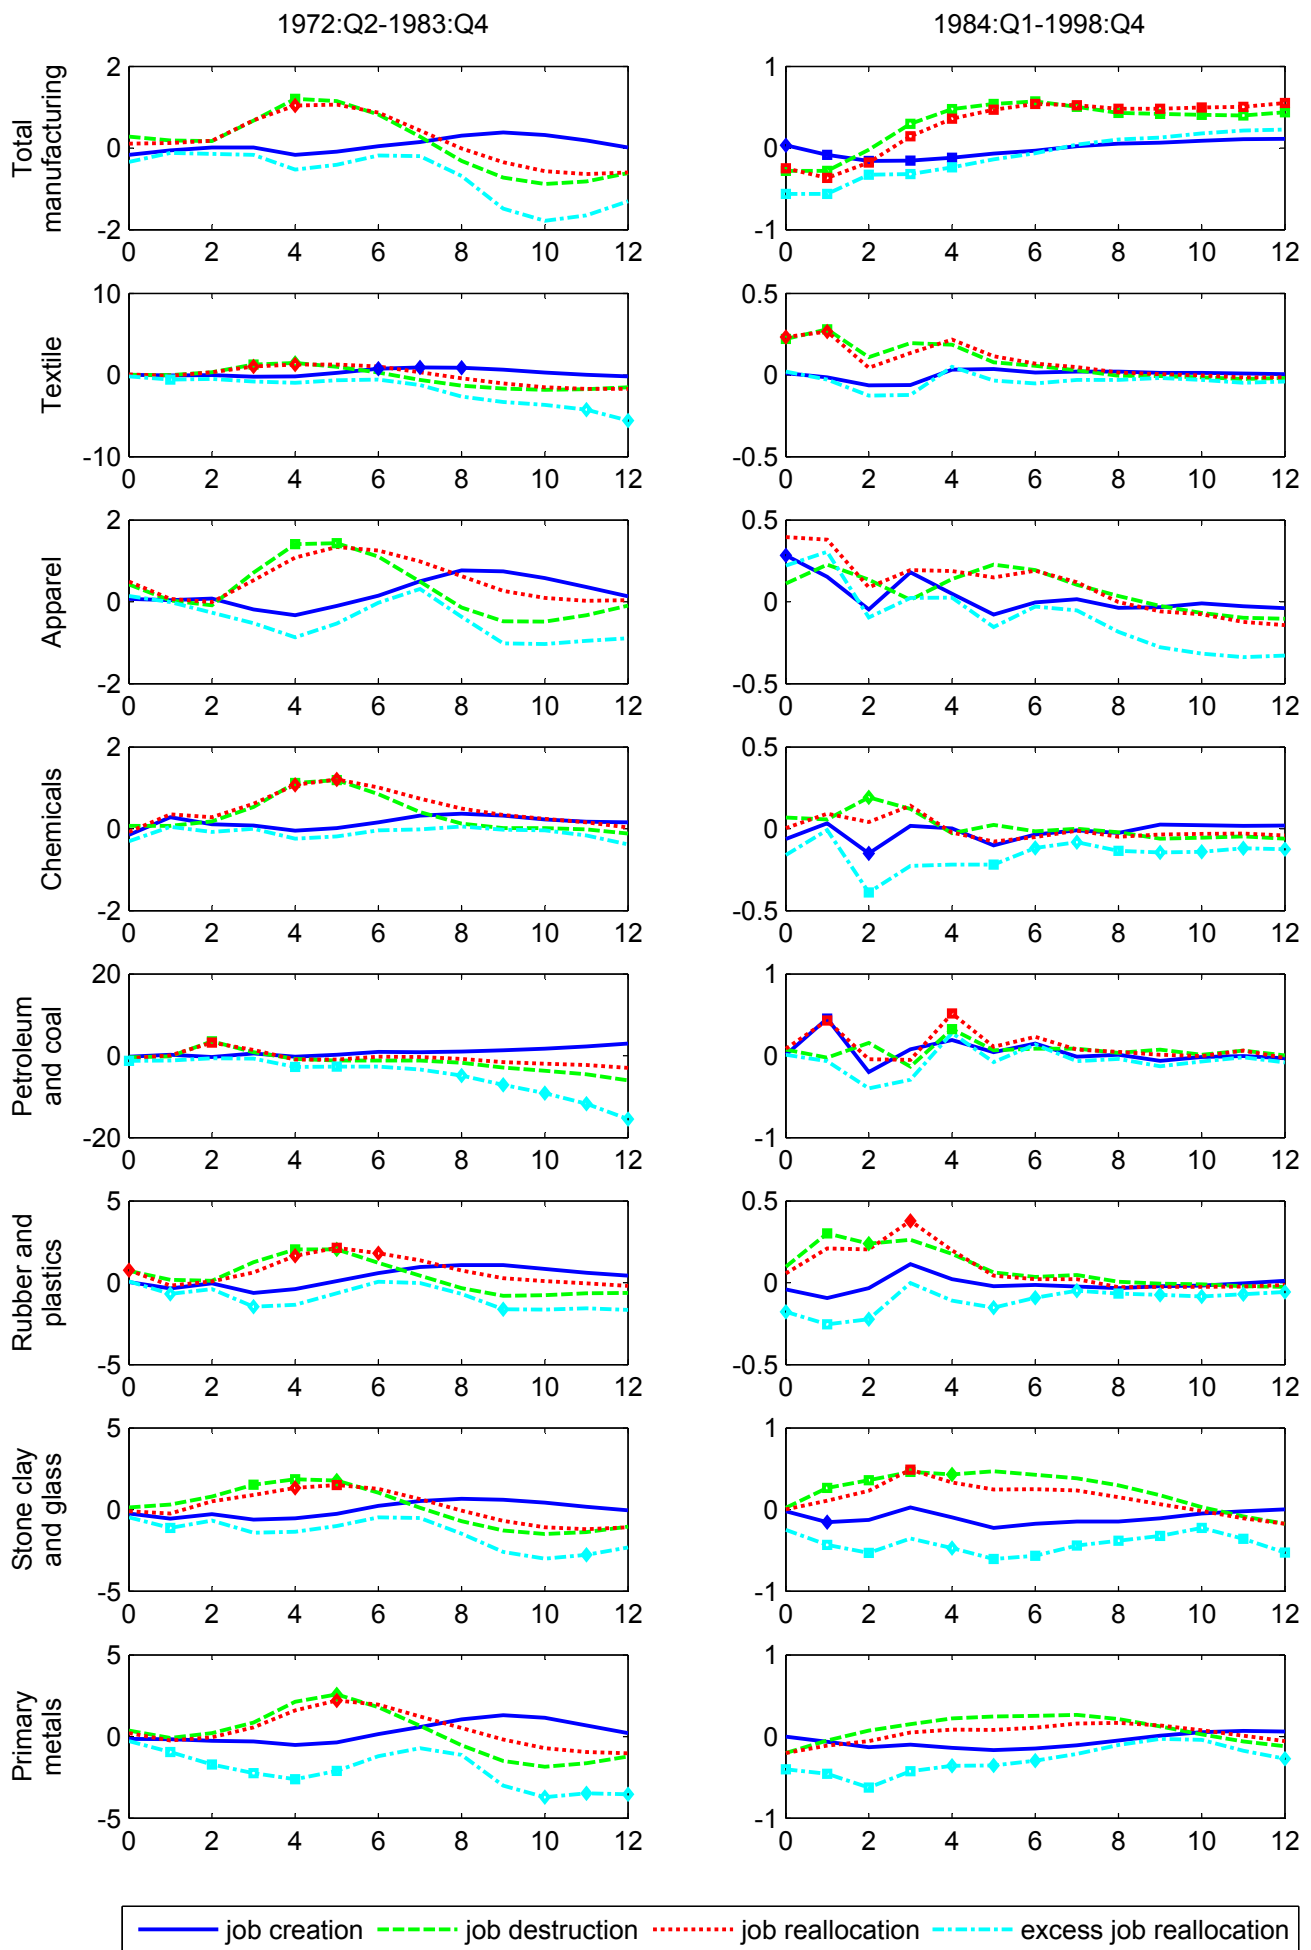 1972:Q2-1983:Q4
1984:Q1-1998:Q4
Total
manufacturing
2
0
-2
0 2 4 6 8 10 12
1
0
-1
0 2 4 6 8 10 12
Textile
10
0
-10
0 2 4 6 8 10 12
0.5
0
-0.5
0 2 4 6 8 10 12
Apparel
2
0
-2
0 2 4 6 8 10 12
0.5
0
-0.5
0 2 4 6 8 10 12
Chemicals
2
0
-2
0 2 4 6 8 10 12
0.5
0
-0.5
0 2 4 6 8 10 12
Petroleum
and coal
20
0
-20
0 2 4 6 8 10 12
1
0
-1
0 2 4 6 8 10 12
Rubber and
plastics
5
0
-5
0 2 4 6 8 10 12
0.5
0
-0.5
0 2 4 6 8 10 12
Stone clay
and glass
5
0
-5
0 2 4 6 8 10 12
1
0
-1
0 2 4 6 8 10 12
Primary
metals
5
0
-5
0 2 4 6 8 10 12
1
0
-1
0 2 4 6 8 10 12
job creation job destruction job reallocation excess job reallocation